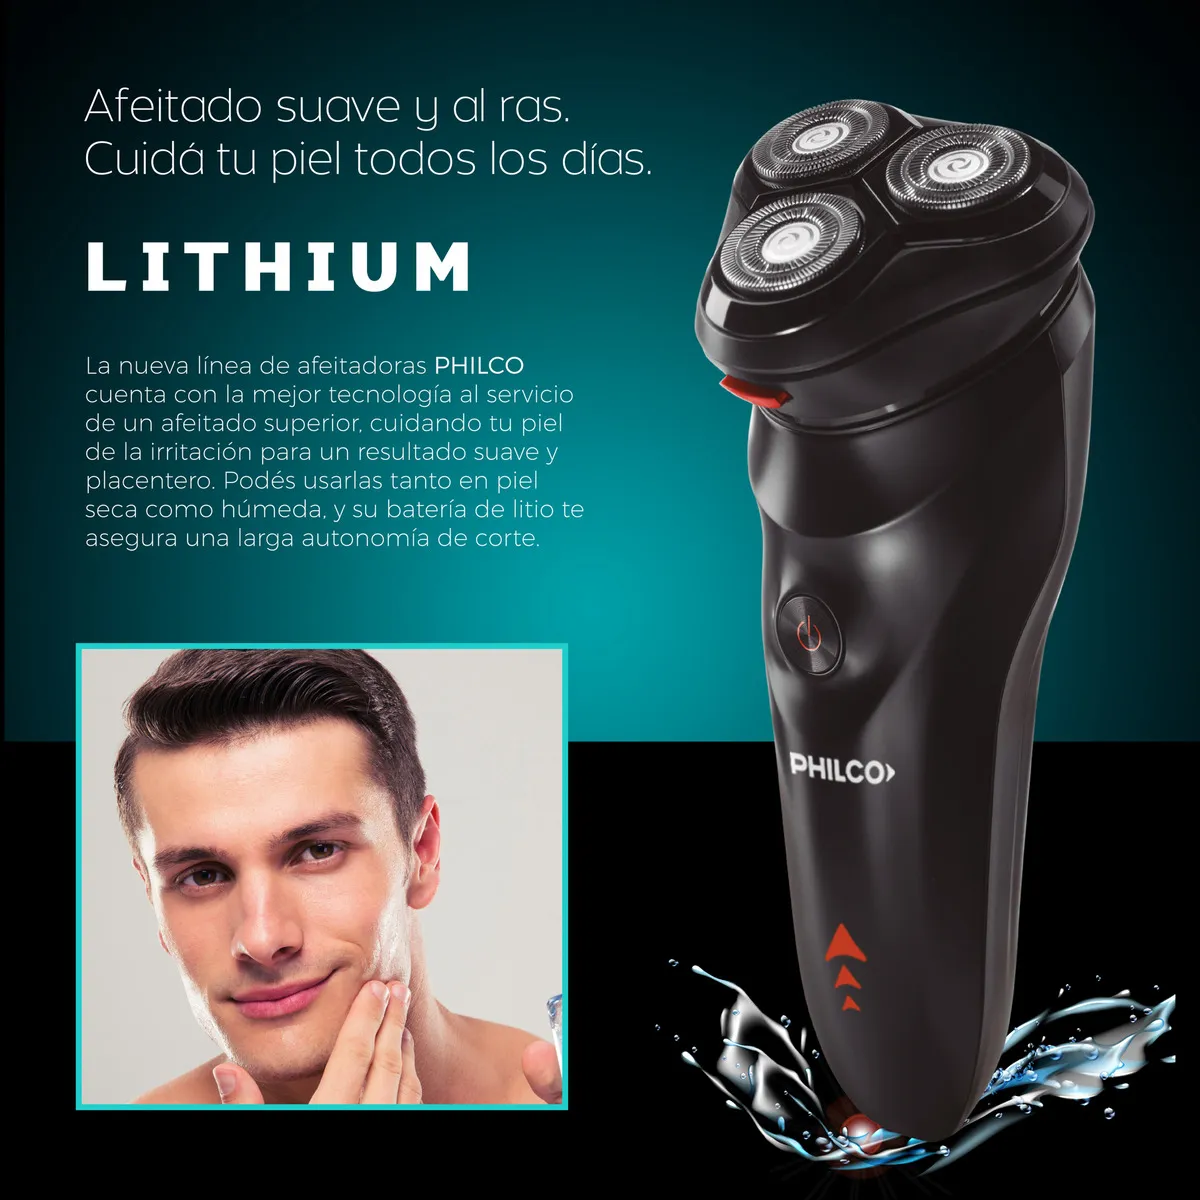 Afeitado suave y al ras.
Cuidá tu piel todos los días.
LITHIUM
La nueva línea de afeitadoras PHILCO
cuenta con la mejor tecnología al servicio
de un afeitado superior, cuidando tu piel
de la irritación para un resultado suave y
placentero. Podés usarlas tanto en piel
seca como húmeda, y su batería de litio te
asegura una larga autonomía de corte.
PHILCO